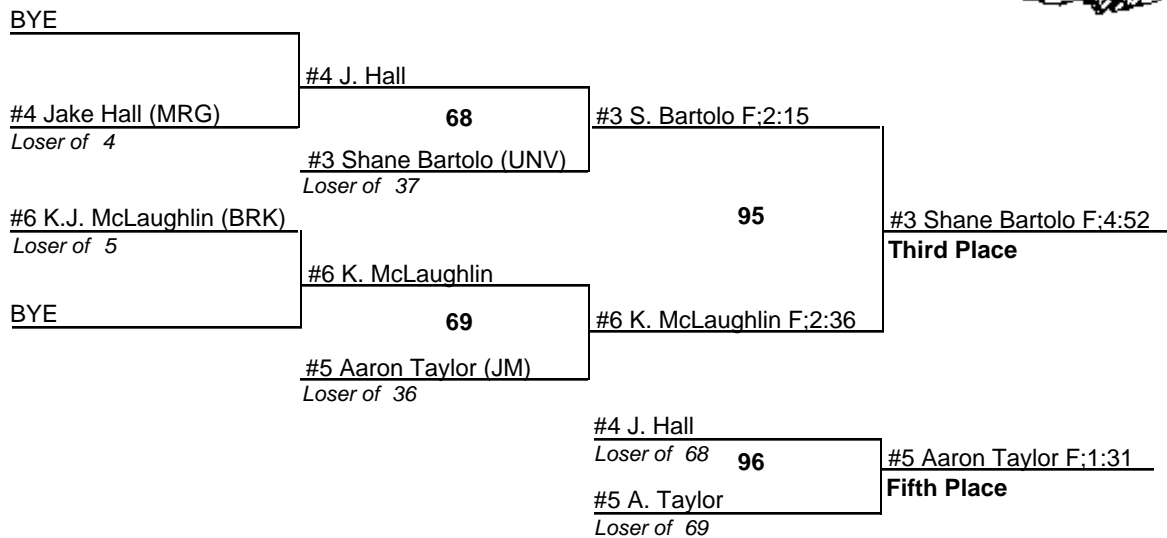 BYE
#4 J. Hall
#4 Jake Hall (MRG)
Loser of 4
68
#3 S. Bartolo F;2:15
#3 Shane Bartolo (UNV)
Loser of 37
#6 K.J. McLaughlin (BRK)
Loser of 5
95
#3 Shane Bartolo F;4:52
Third Place
#6 K. McLaughlin
BYE
69
#6 K. McLaughlin F;2:36
#5 Aaron Taylor (JM)
Loser of 36
#4 J. Hall
Loser of 68
96
#5 Aaron Taylor F;1:31
Fifth Place
#5 A. Taylor
Loser of 69